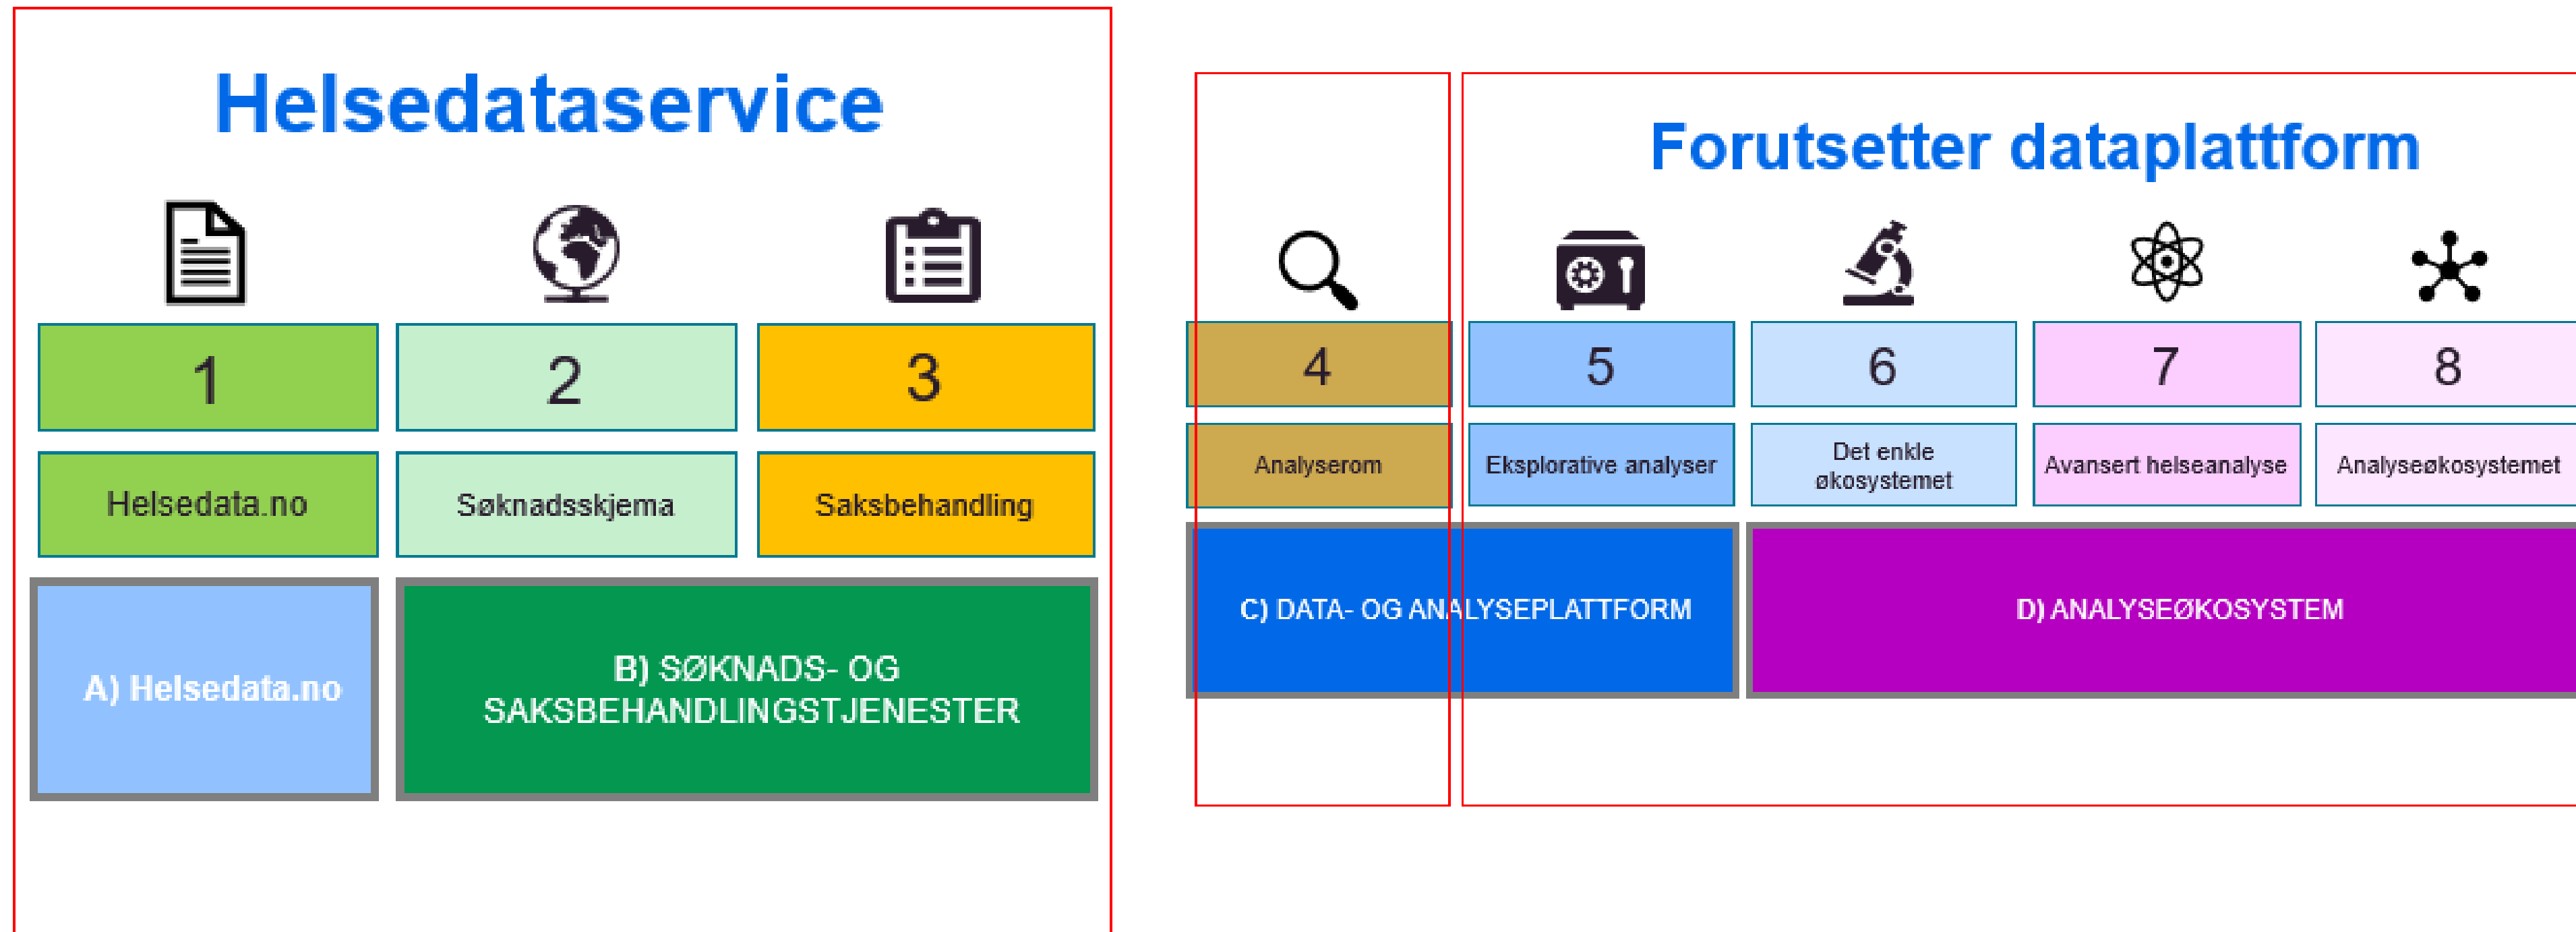 Helsedataservice
1
2
3
Helsedata.no
Søknadsskjema
Saksbehandling
A) Helsedata.no
B) SØKNADS- OG
SAKSBEHANDLINGSTJENESTER
Forutsetter dataplattform
4
5
6
7
8
Analyserom
Eksplorative analyser
Det enkle
økosystemet
Avansert helseanalyse
Analyseøkosystemet
C) DATA- OG ANALYSEPLATTFORM
D) ANALYSEØKOSYSTEM